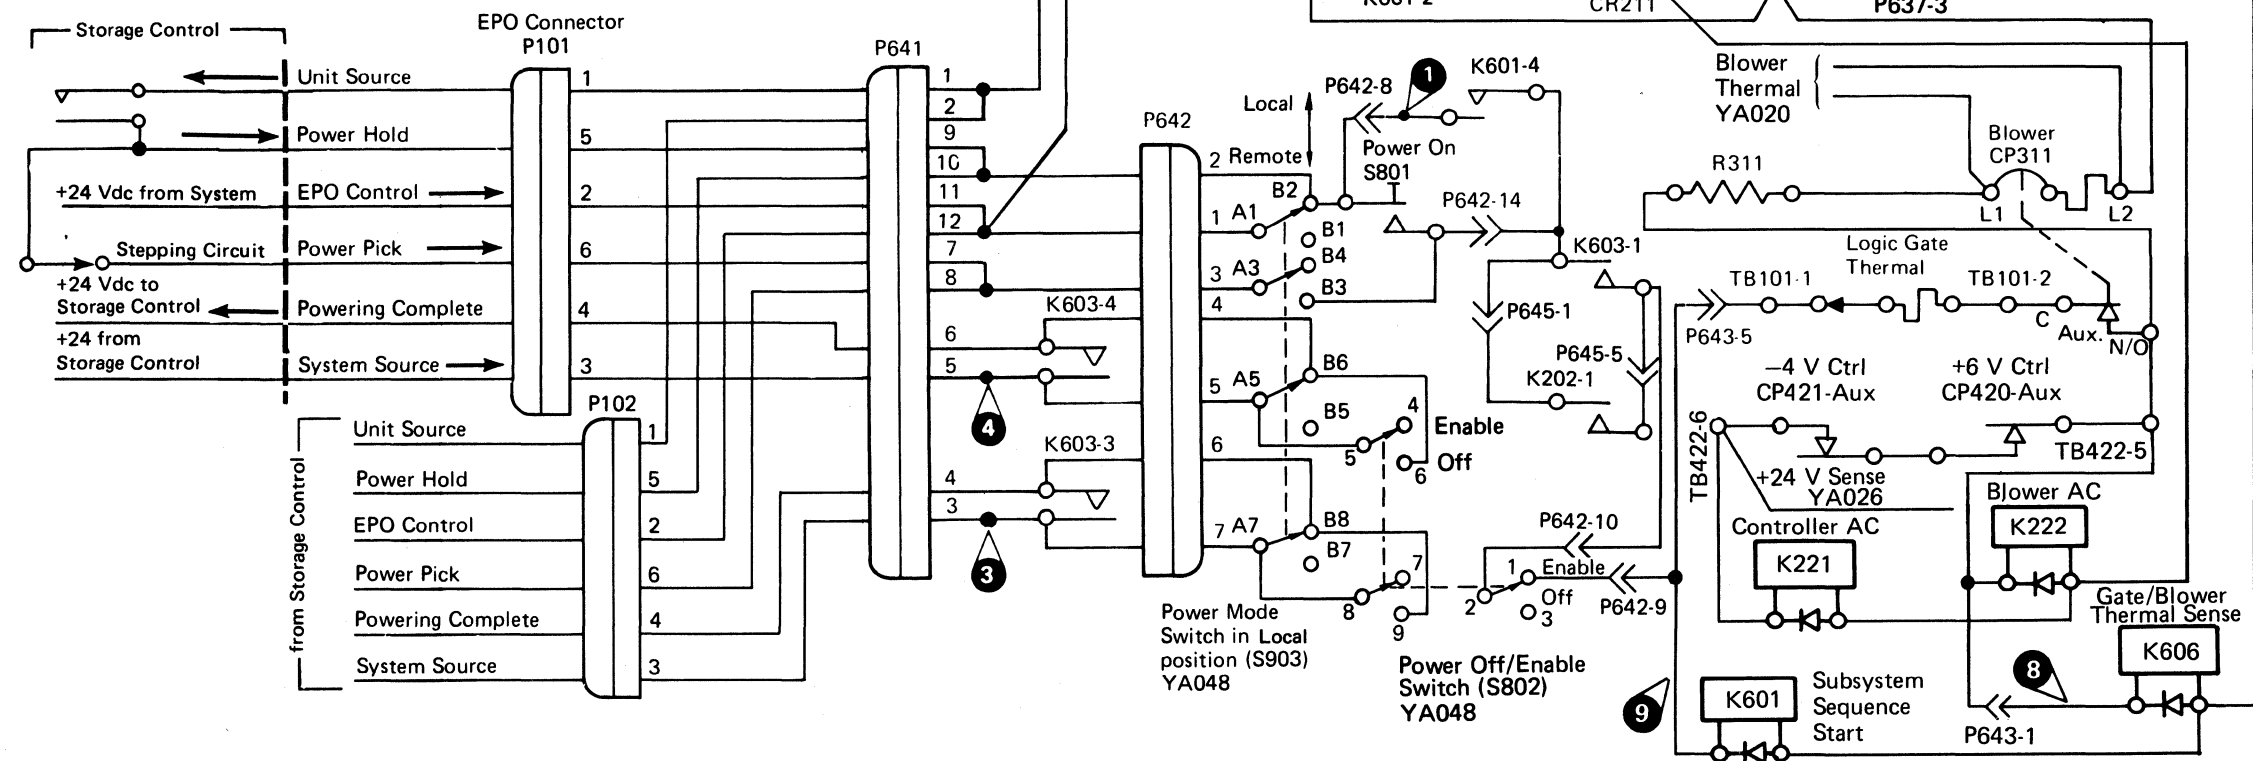 K601-2
CR211
P637-3
Storage Control
EPO Connector
P101
P641
Unit Source
1
1
2
Power Hold
5
9
10
+24 Vdc from System
EPO Control
2
11
12
Stepping Circuit
Power Pick
6
7
8
+24 Vdc to
Storage Control
Powering Complete
4
6
+24 from
Storage Control
System Source
3
5
4
K603-4
P102
from Storage Control
Unit Source
1
Power Hold
5
EPO Control
2
Power Pick
6
Powering Complete
4
System Source
3
4
3
3
K603-3
P642
2
Remote
Local
1
3
4
5
6
7
A1
B2
B1
A3
B4
B3
A5
B6
B5
A7
B8
B7
P642-8
1
K601-4
Power On
S801
P642-14
K603-1
P645-1
P645-5
K202-1
4
Enable
5
Off
6
7
8
9
P642-10
1
Enable
2
Off
3
P642-9
Power Mode
Switch in Local
position (S903)
YA048
Power Off/Enable
Switch (S802)
YA048
Blower
Thermal
YA020
Blower
CP311
R311
L1
L2
Logic Gate
Thermal
TB101-1
TB101-2
P643-5
C
Aux.
N/O
−4 V Ctrl
CP421-Aux
+6 V Ctrl
CP420-Aux
TB422-6
TB422-5
+24 V Sense
YA026
Blower AC
K222
Controller AC
K221
Gate/Blower
Thermal Sense
K606
8
9
K601
Subsystem
Sequence
Start
P643-1